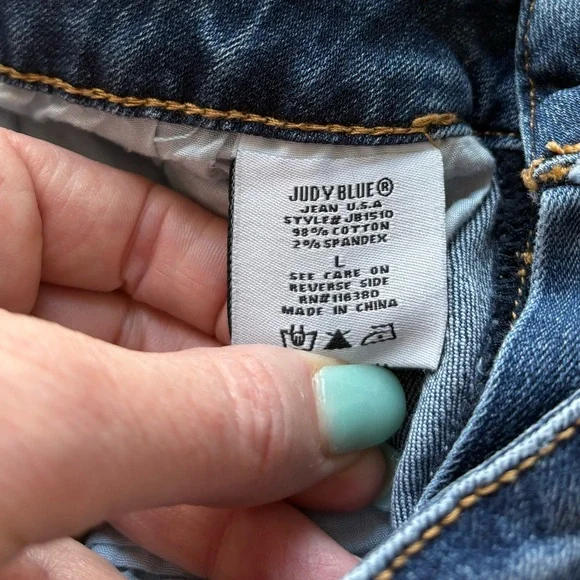 JUDY BLUE®
JEAN U.S.A
STYLE# JB1510
98% COTTON
2% SPANDEX
L
SEE CARE ON
REVERSE SIDE
RN#116380
MADE IN CHINA